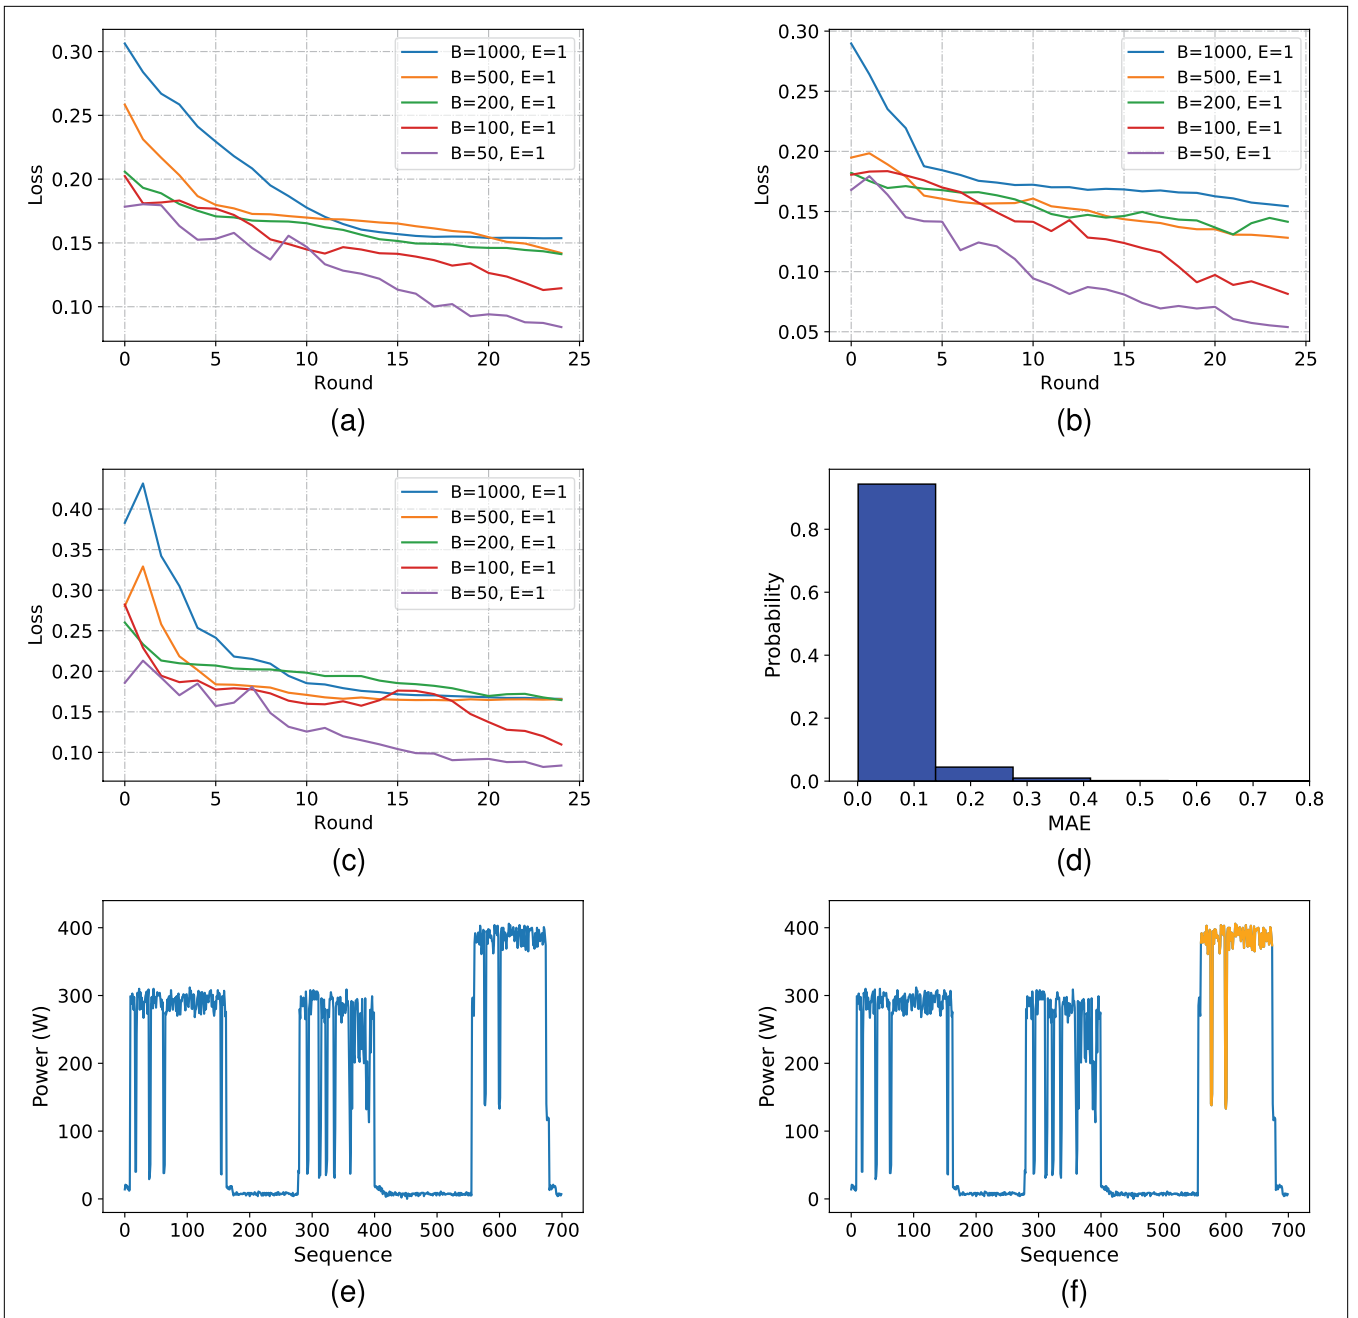 0.30
0.25
0.20
0.15
0.10
Loss
B=1000, E=1
B=500, E=1
B=200, E=1
B=100, E=1
B=50, E=1
0 5 10 15 20 25
Round
(a)
0.30
0.25
0.20
0.15
0.10
0.05
Loss
B=1000, E=1
B=500, E=1
B=200, E=1
B=100, E=1
B=50, E=1
0 5 10 15 20 25
Round
(b)
0.40
0.35
0.30
0.25
0.20
0.15
0.10
Loss
B=1000, E=1
B=500, E=1
B=200, E=1
B=100, E=1
B=50, E=1
0 5 10 15 20 25
Round
(c)
0.8
0.6
0.4
0.2
0.0
Probability
0.0 0.1 0.2 0.3 0.4 0.5 0.6 0.7 0.8
MAE
(d)
400
300
200
100
0
Power (W)
0 100 200 300 400 500 600 700
Sequence
(e)
400
300
200
100
0
Power (W)
0 100 200 300 400 500 600 700
Sequence
(f)